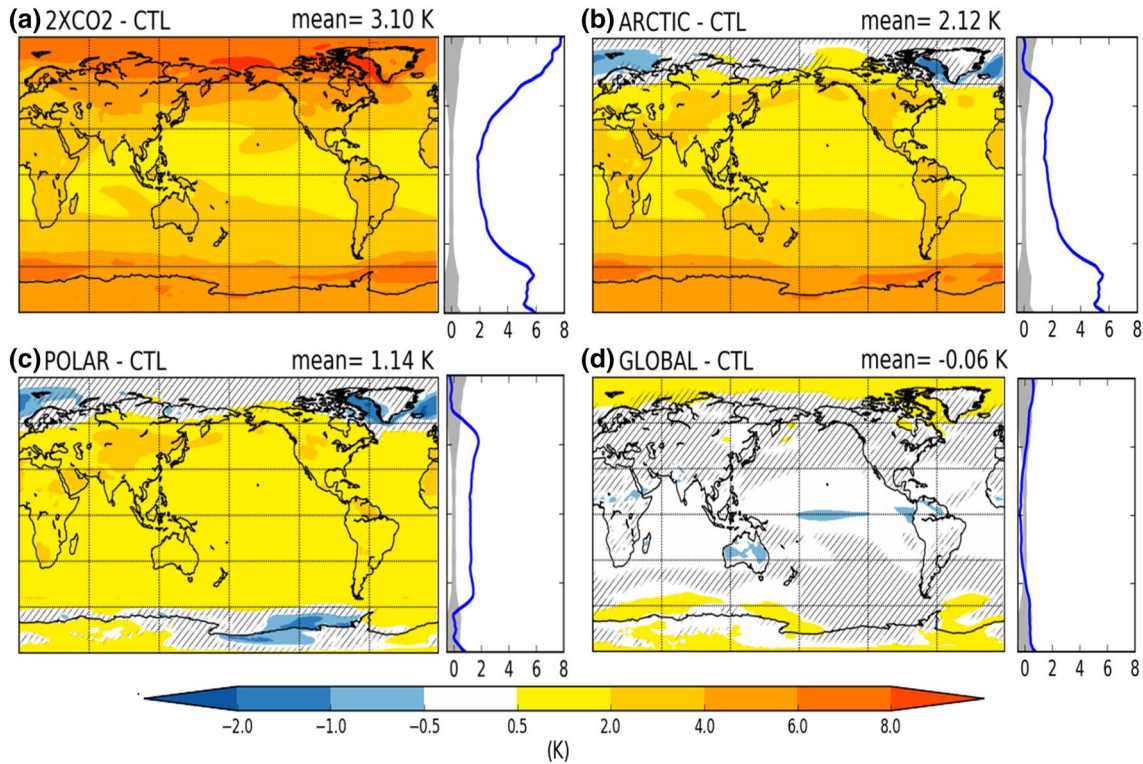 (a) 2XCO2 - CTL mean= 3.10 K
0 2 4 6 8
(b) ARCTIC - CTL mean= 2.12 K
0 2 4 6 8
(c) POLAR - CTL mean= 1.14 K
0 2 4 6 8
(d) GLOBAL - CTL mean= -0.06 K
0 2 4 6 8
−2.0 −1.0 −0.5 0.5 2.0 4.0 6.0 8.0
(K)